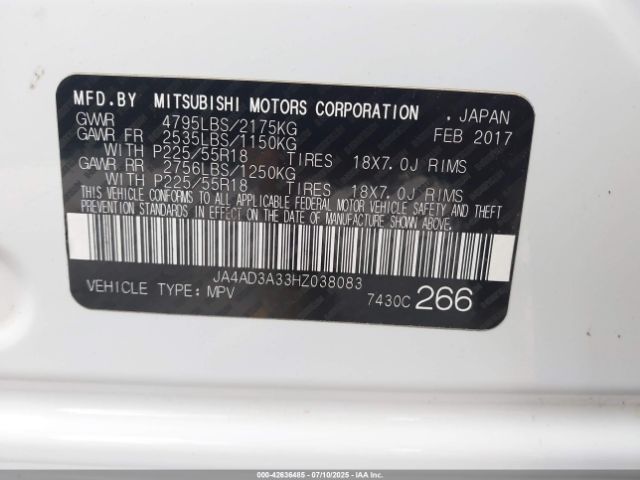 MFD.BY MITSUBISHI MOTORS CORPORATION . JAPAN
GVWR 4795LBS/2175KG FEB 2017
GAWR FR 2535LBS/1150KG
WITH P225/55R18 TIRES 18X7.0J RIMS
GAWR RR 2756LBS/1250KG
WITH P225/55R18 TIRES 18X7.0J RIMS
THIS VEHICLE CONFORMS TO ALL APPLICABLE FEDERAL MOTOR VEHICLE SAFETY AND THEFT
PREVENTION STANDARDS IN EFFECT ON THE DATE OF MANUFACTURE SHOWN ABOVE.
JA4AD3A33HZ038083
VEHICLE TYPE: MPV 7430C 266
000-42636485 - 07/10/2025 - IAAI.CA